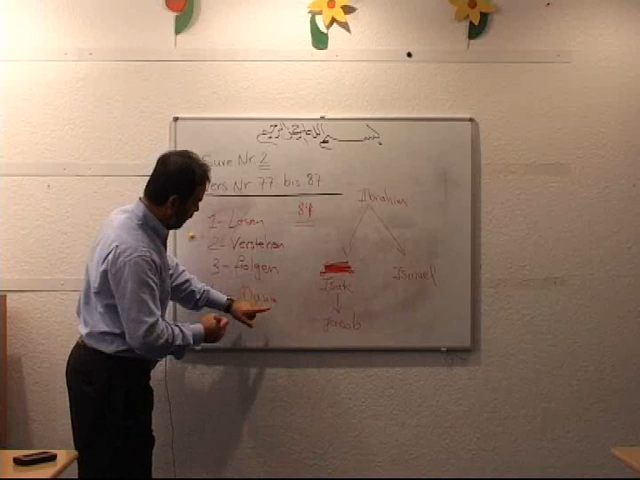 بسم الله الرحمن الرحيم
Sure Nr 2
Vers Nr 77 bis 87
1- Lesen 84
2- Verstehen
3- folgen
Dann
Ibrahim
Isak
Ismael
Jacob